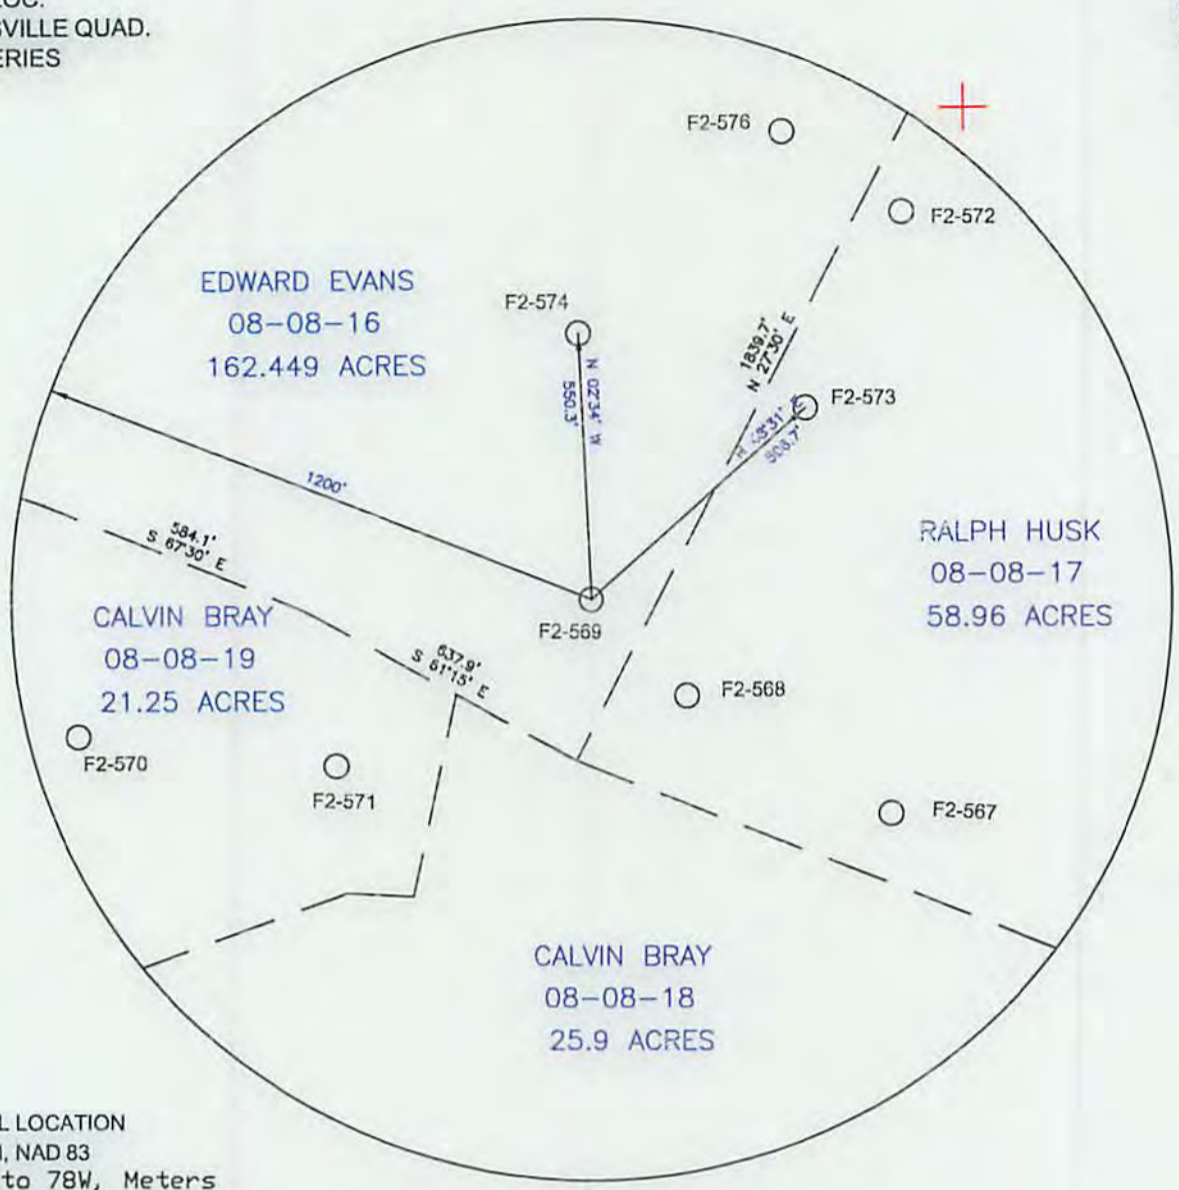 SVILLE QUAD.
ERIES
F2-576
F2-572
EDWARD EVANS
08-08-16
162.449 ACRES
F2-574
1839.7'
N 27°30' E
N 02°34' W
550.3'
F2-573
1200'
584.1'
S 67°30' E
RALPH HUSK
08-08-17
58.96 ACRES
CALVIN BRAY
08-08-19
21.25 ACRES
F2-569
637.9'
S 61°15' E
F2-568
F2-570
F2-571
F2-567
CALVIN BRAY
08-08-18
25.9 ACRES
L LOCATION
, NAD 83
to 78W, Meters